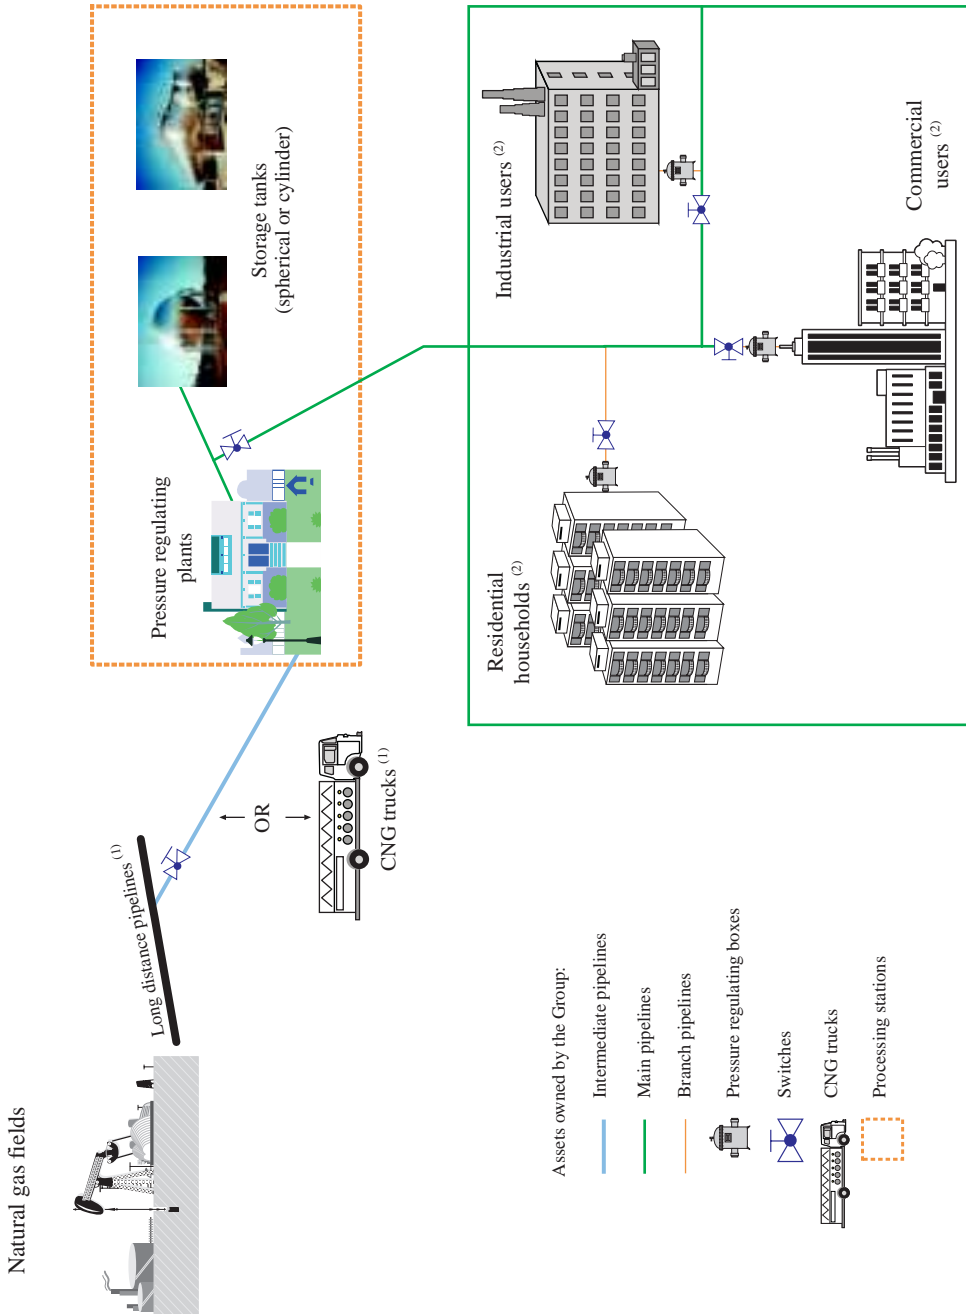 Natural gas fields
Long distance pipelines (1)
OR
CNG trucks (1)
Pressure regulating
plants
Storage tanks
(spherical or cylinder)
Residential
households (2)
Industrial users (2)
Commercial
users (2)
Assets owned by the Group:
Intermediate pipelines
Main pipelines
Branch pipelines
Pressure regulating boxes
Switches
CNG trucks
Processing stations